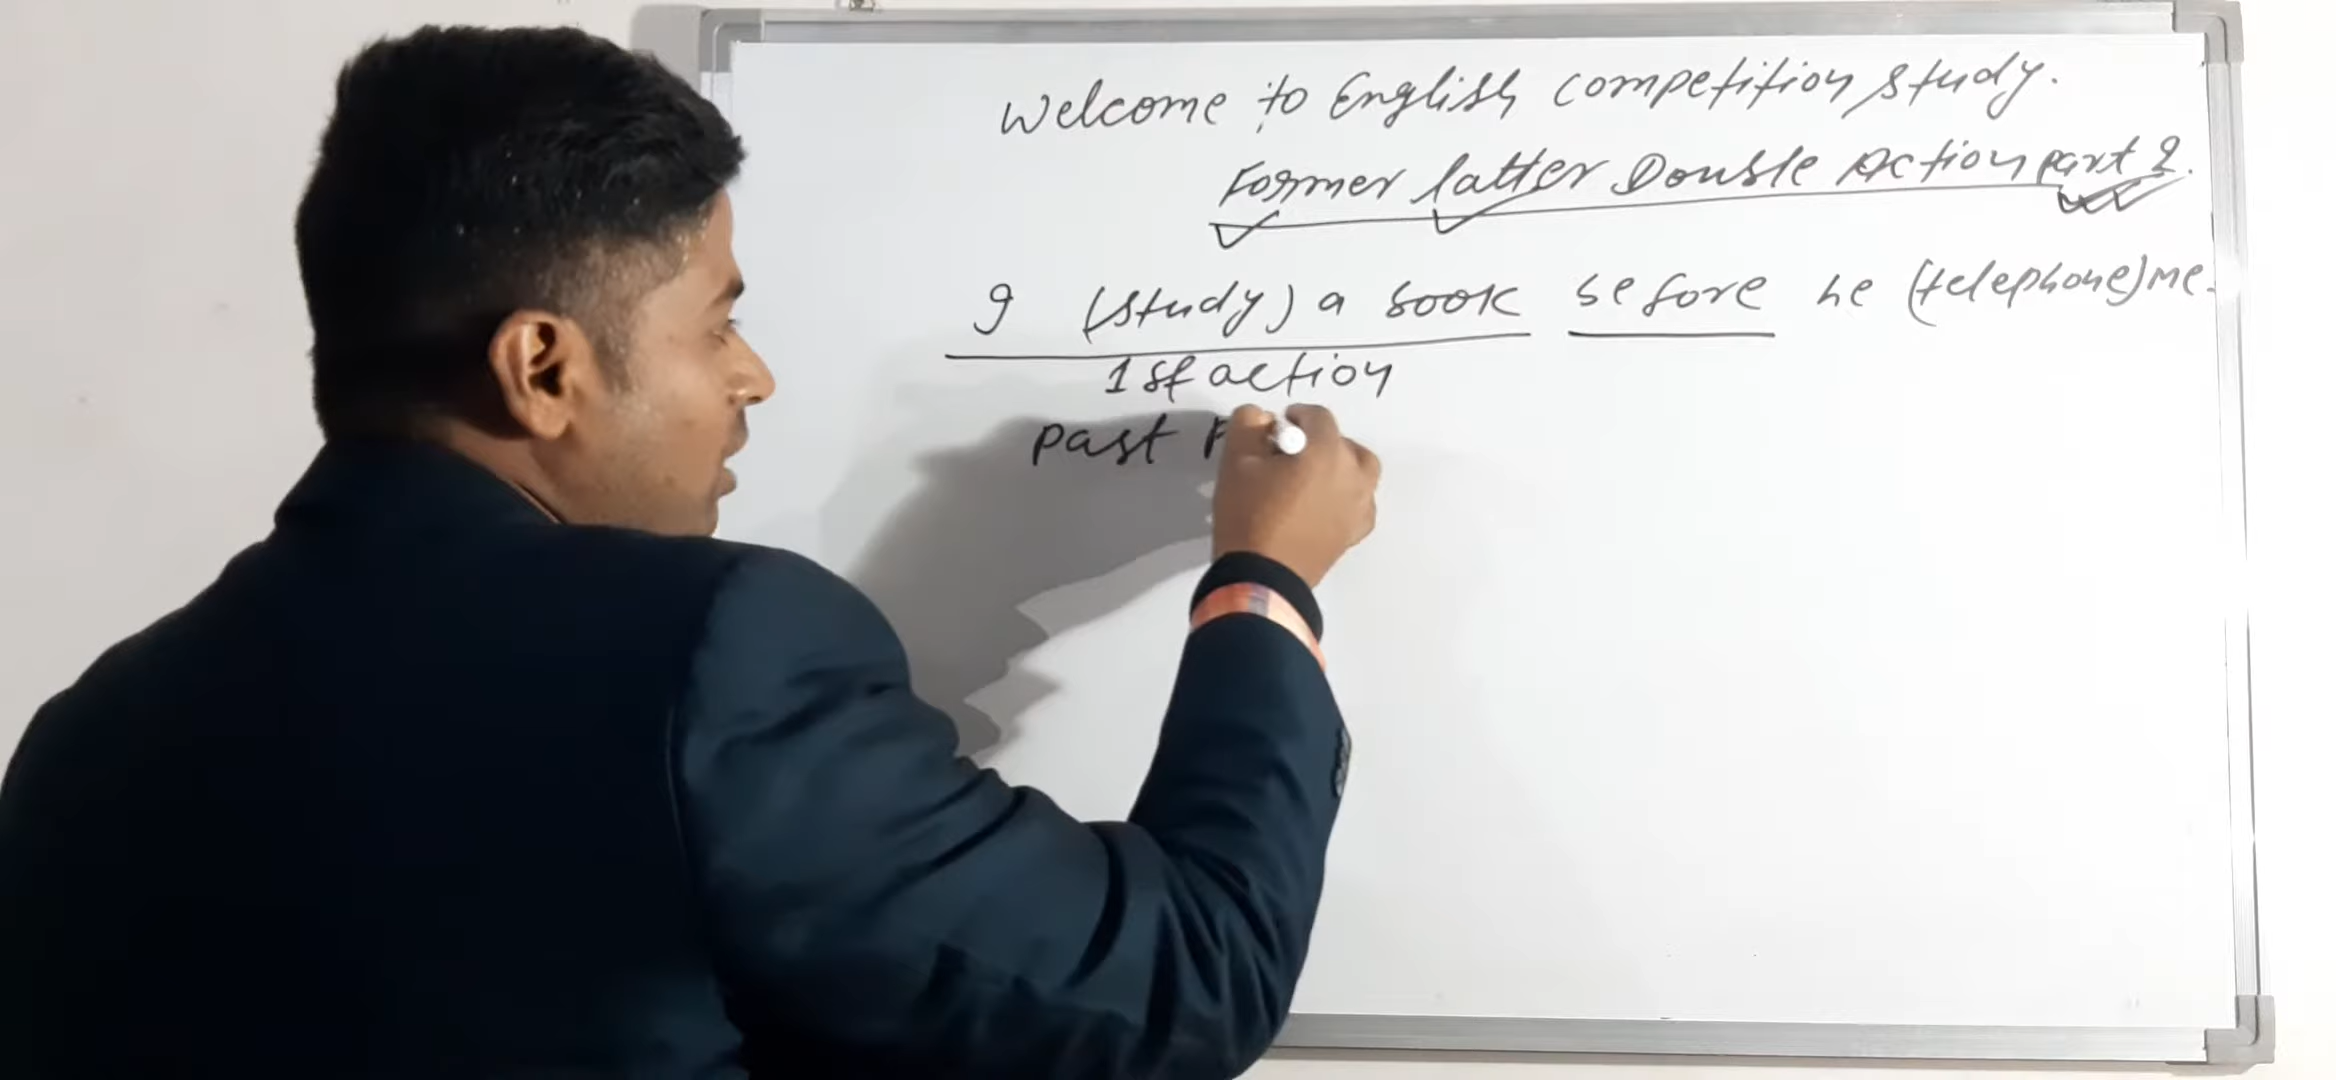 Welcome to English competition study.
Former latter Double Action part 2.
I (study) a book before he (telephone) me.
1st action
past P